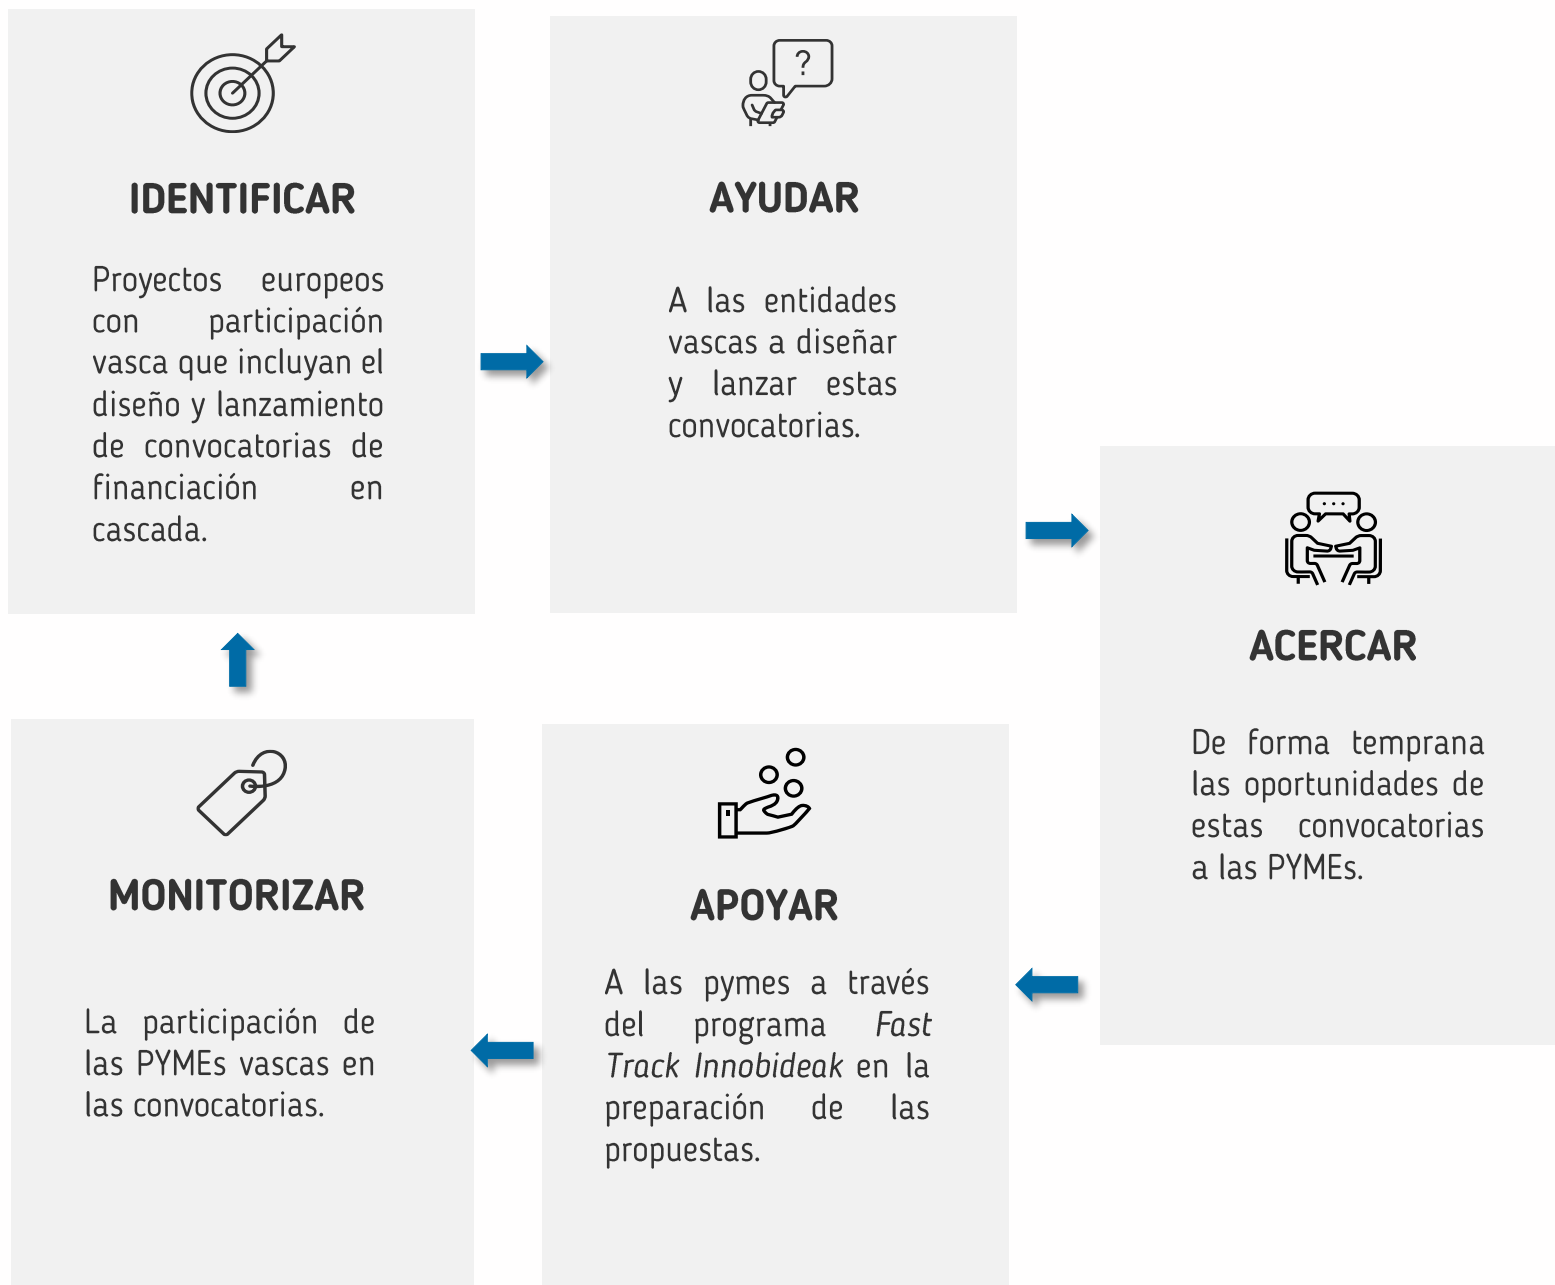 IDENTIFICAR
Proyectos europeos
con participación
vasca que incluyan el
diseño y lanzamiento
de convocatorias de
financiación en
cascada.
?
AYUDAR
A las entidades
vascas a diseñar
y lanzar estas
convocatorias.
ACERCAR
De forma temprana
las oportunidades de
estas convocatorias
a las PYMEs.
APOYAR
A las pymes a través
del programa Fast
Track Innobideak en la
preparación de las
propuestas.
MONITORIZAR
La participación de
las PYMEs vascas en
las convocatorias.